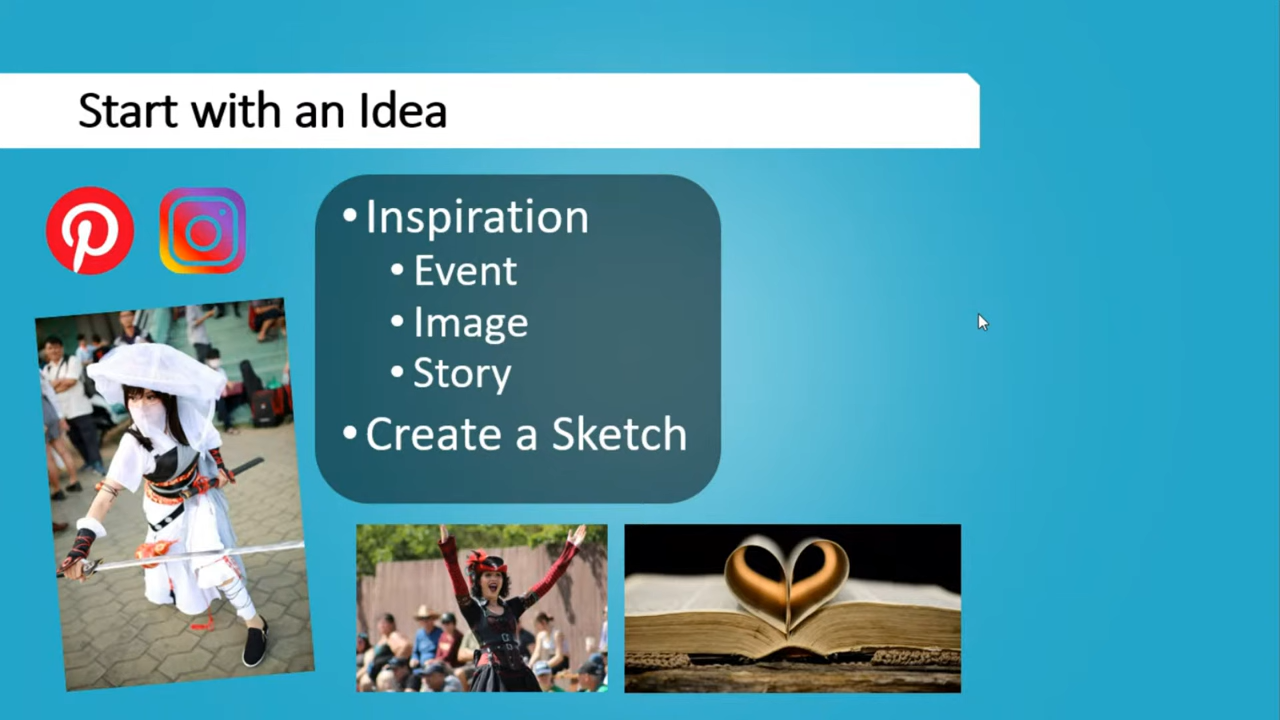 Start with an Idea
•Inspiration
•Event
•Image
•Story
•Create a Sketch